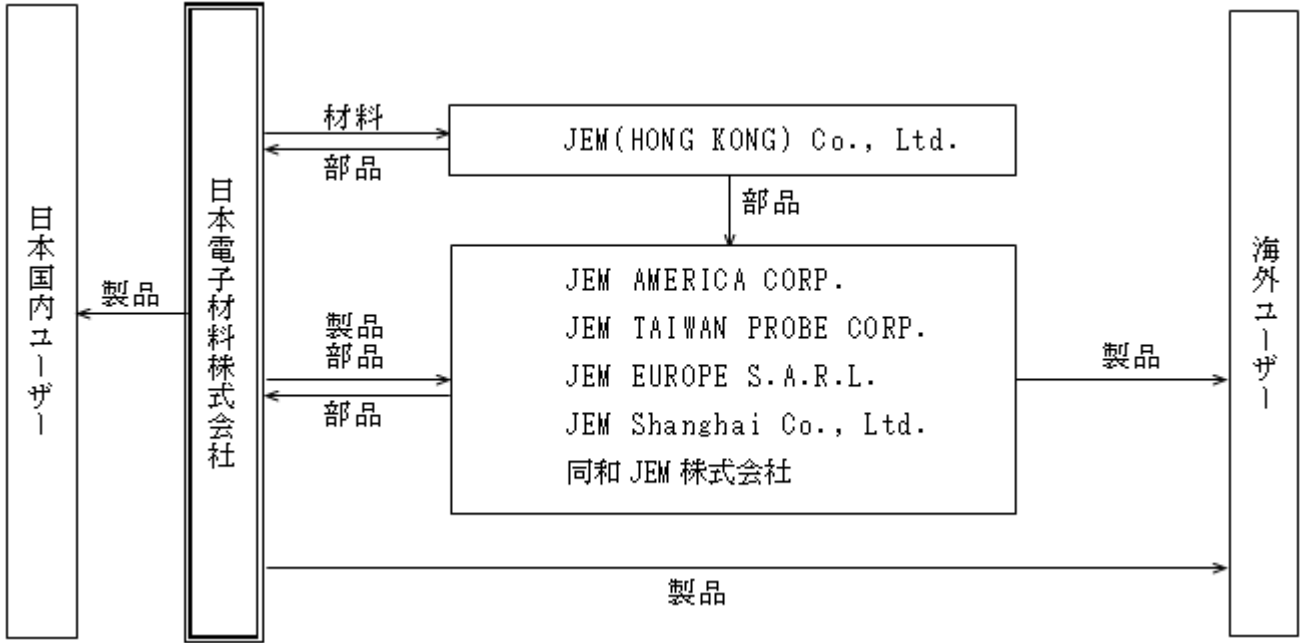 日本国内ユーザー
製品
日本電子材料株式会社
材料
部品
JEM(HONG KONG) Co., Ltd.
部品
製品
部品
部品
JEM AMERICA CORP.
JEM TAIWAN PROBE CORP.
JEM EUROPE S.A.R.L.
JEM Shanghai Co., Ltd.
同和 JEM 株式会社
製品
製品
海外ユーザー